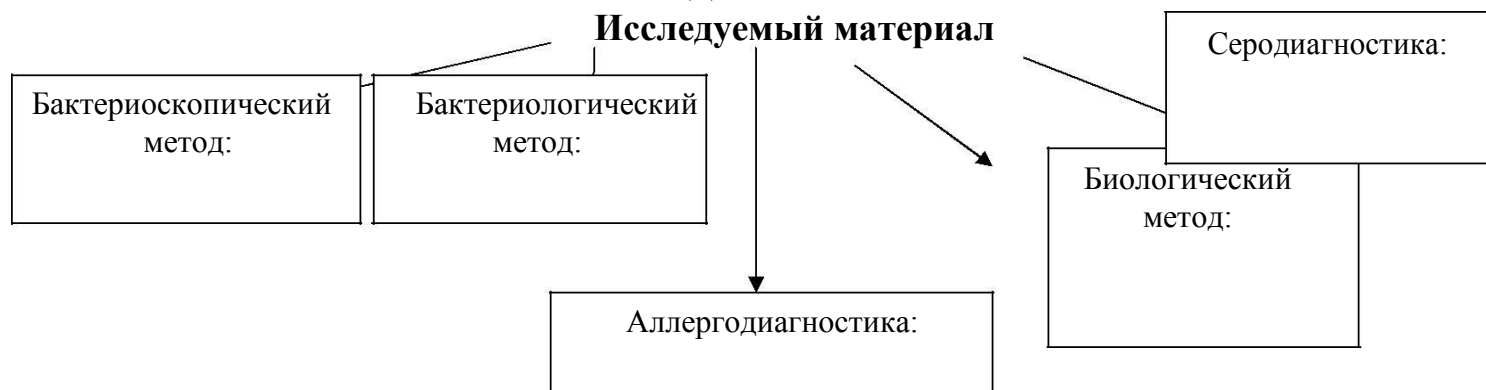 Исследуемый материал
Серодиагностика:
Бактериоскопический
метод:
Бактериологический
метод:
Биологический
метод:
Аллергодиагностика: